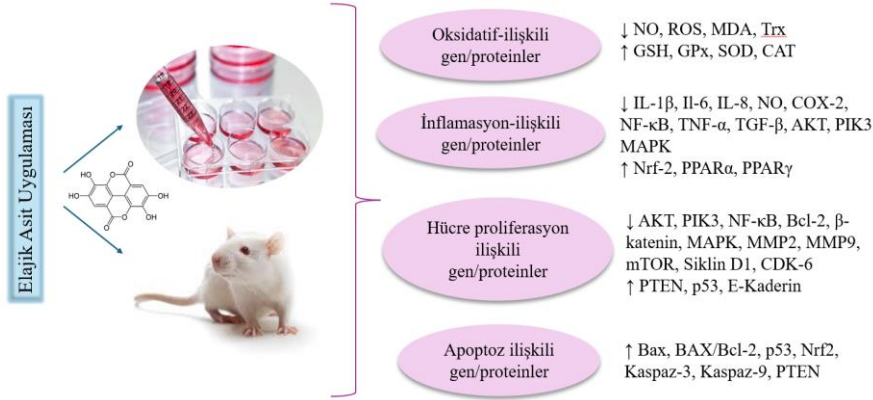 Elajik Asit Uygulaması
O
O
HO
HO
OH
OH
O
O
Oksidatif-ilişkili
gen/proteinler
↓ NO, ROS, MDA, Trx
↑ GSH, GPx, SOD, CAT
İnflamasyon-ilişkili
gen/proteinler
↓ IL-1β, Il-6, IL-8, NO, COX-2,
NF-κB, TNF-α, TGF-β, AKT, PIK3
MAPK
↑ Nrf-2, PPARα, PPARγ
Hücre proliferasyon
ilişkili
gen/proteinler
↓ AKT, PIK3, NF-κB, Bcl-2, β-
katenin, MAPK, MMP2, MMP9,
mTOR, Siklin D1, CDK-6
↑ PTEN, p53, E-Kaderin
Apoptoz ilişkili
gen/proteinler
↑ Bax, BAX/Bcl-2, p53, Nrf2,
Kaspaz-3, Kaspaz-9, PTEN